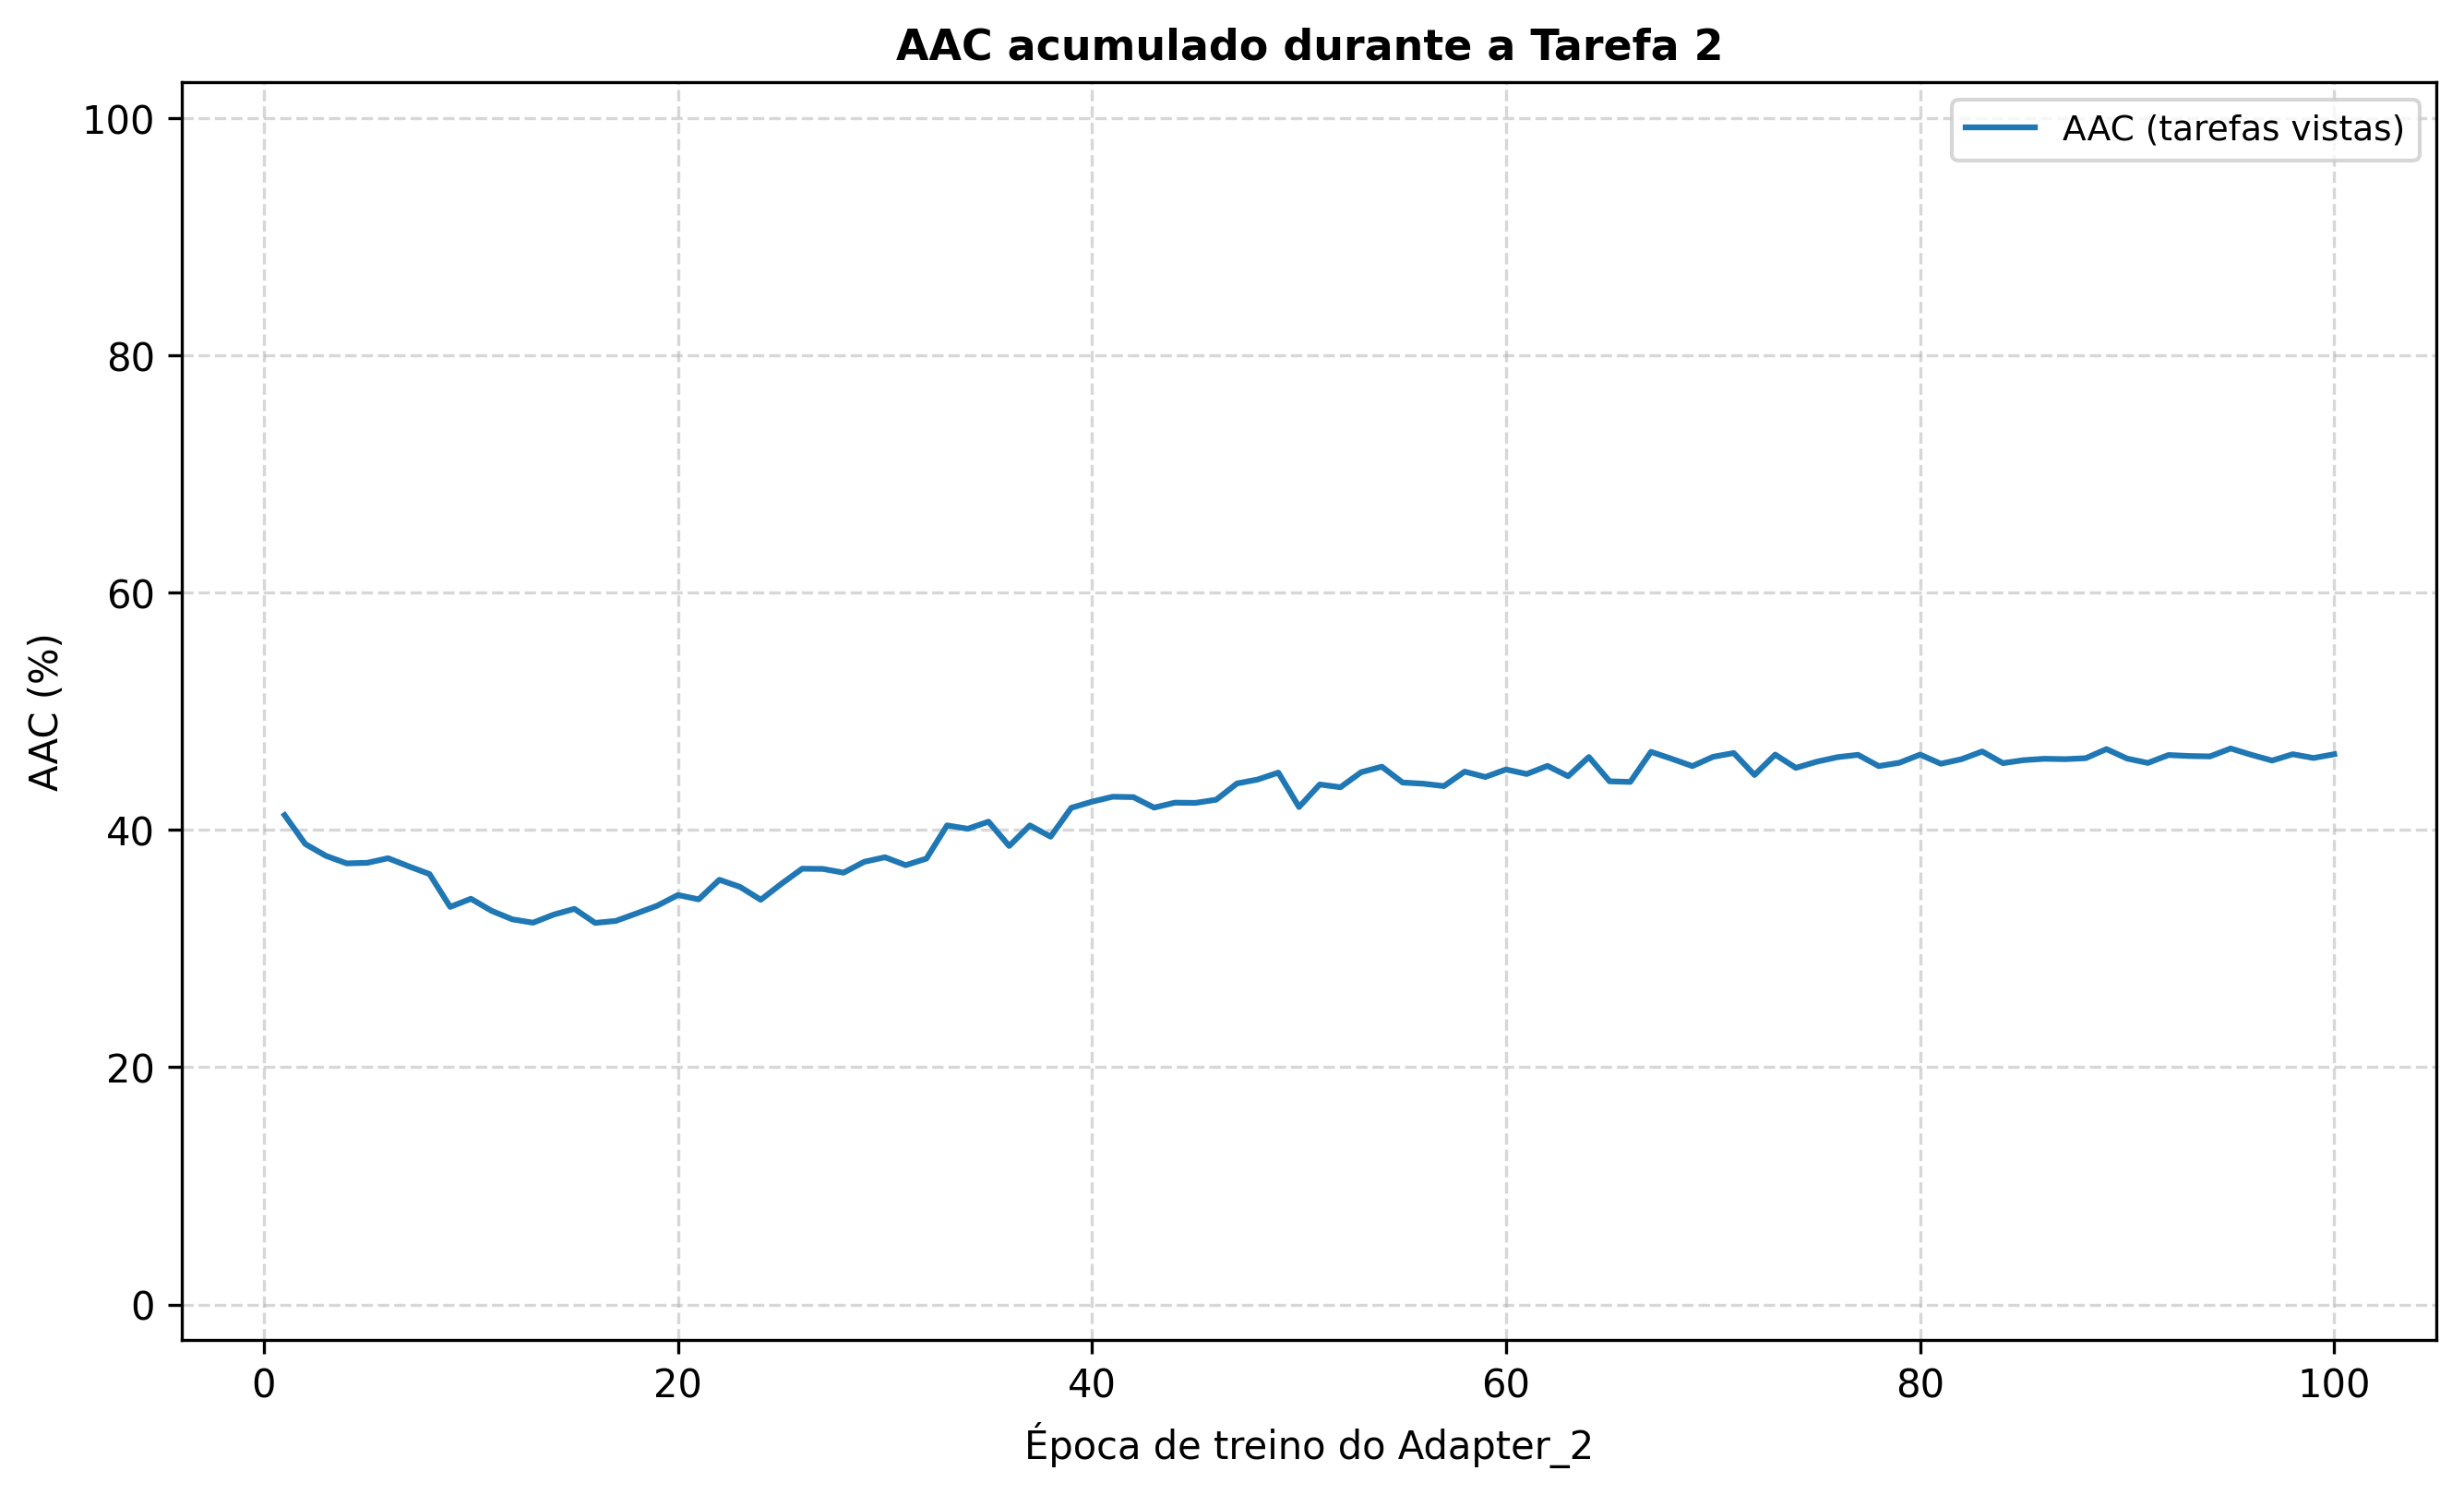 AAC acumulado durante a Tarefa 2
AAC (tarefas vistas)
100
80
60
40
20
0
AAC (%)
0 20 40 60 80 100
Época de treino do Adapter_2